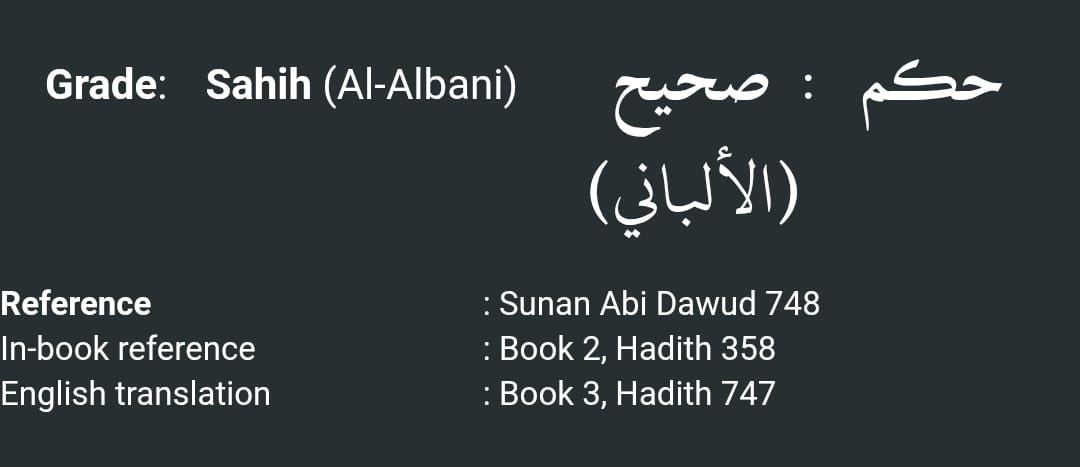 Grade: Sahih (Al-Albani) حكم : صحيح
(الألباني)
Reference : Sunan Abi Dawud 748
In-book reference : Book 2, Hadith 358
English translation : Book 3, Hadith 747